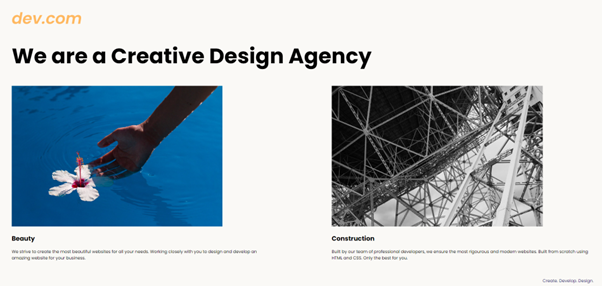 dev.com
We are a Creative Design Agency
Beauty
We strive to create the most beautiful websites for all your needs. Working closely with you to design and develop an
amazing website for your business.
Construction
Built by our team of professional developers, we ensure the most rigourous and modern websites. Built from scratch using
HTML and CSS. Only the best for you.
Create. Develop. Design.